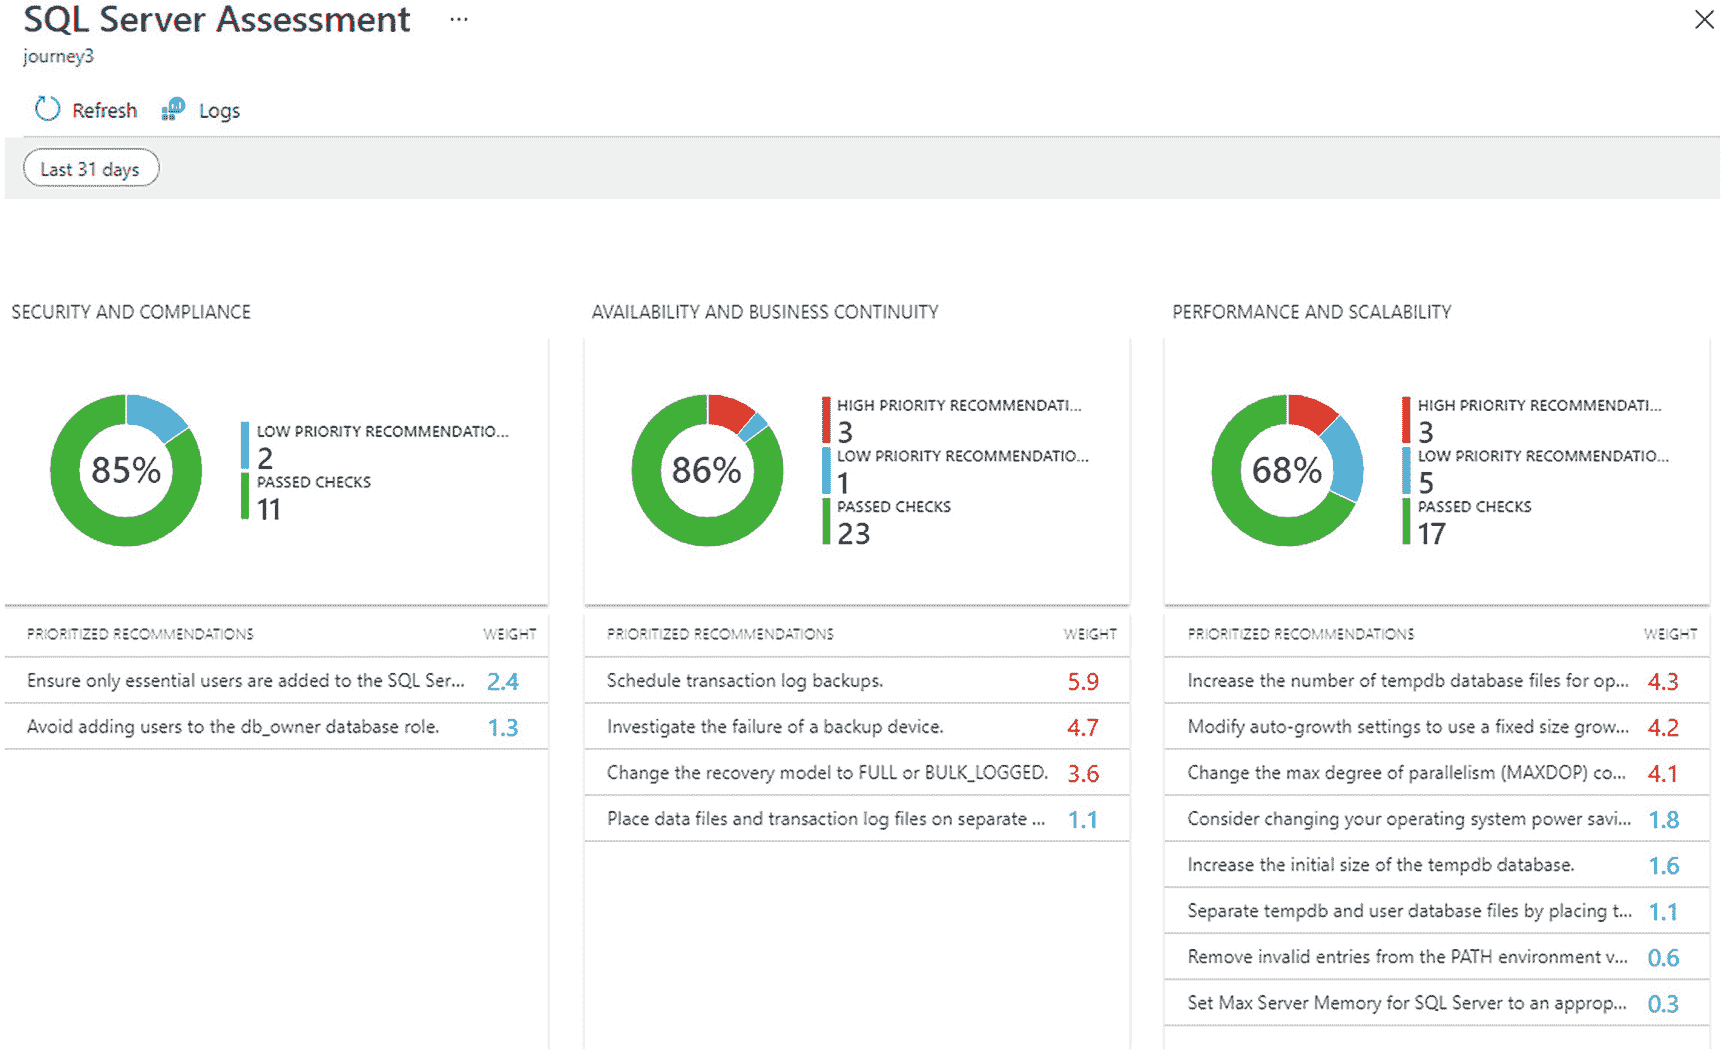 SQL Server Assessment ...
journey3
Refresh Logs
Last 31 days
SECURITY AND COMPLIANCE
85%
LOW PRIORITY RECOMMENDATIO...
2
PASSED CHECKS
11
PRIORITIZED RECOMMENDATIONS WEIGHT
Ensure only essential users are added to the SQL Ser... 2.4
Avoid adding users to the db_owner database role. 1.3
AVAILABILITY AND BUSINESS CONTINUITY
86%
HIGH PRIORITY RECOMMENDATI...
3
LOW PRIORITY RECOMMENDATIO...
1
PASSED CHECKS
23
PRIORITIZED RECOMMENDATIONS WEIGHT
Schedule transaction log backups. 5.9
Investigate the failure of a backup device. 4.7
Change the recovery model to FULL or BULK_LOGGED. 3.6
Place data files and transaction log files on separate ... 1.1
PERFORMANCE AND SCALABILITY
68%
HIGH PRIORITY RECOMMENDATI...
3
LOW PRIORITY RECOMMENDATIO...
5
PASSED CHECKS
17
PRIORITIZED RECOMMENDATIONS WEIGHT
Increase the number of tempdb database files for op... 4.3
Modify auto-growth settings to use a fixed size grow... 4.2
Change the max degree of parallelism (MAXDOP) co... 4.1
Consider changing your operating system power savi... 1.8
Increase the initial size of the tempdb database. 1.6
Separate tempdb and user database files by placing t... 1.1
Remove invalid entries from the PATH environment v... 0.6
Set Max Server Memory for SQL Server to an approp... 0.3